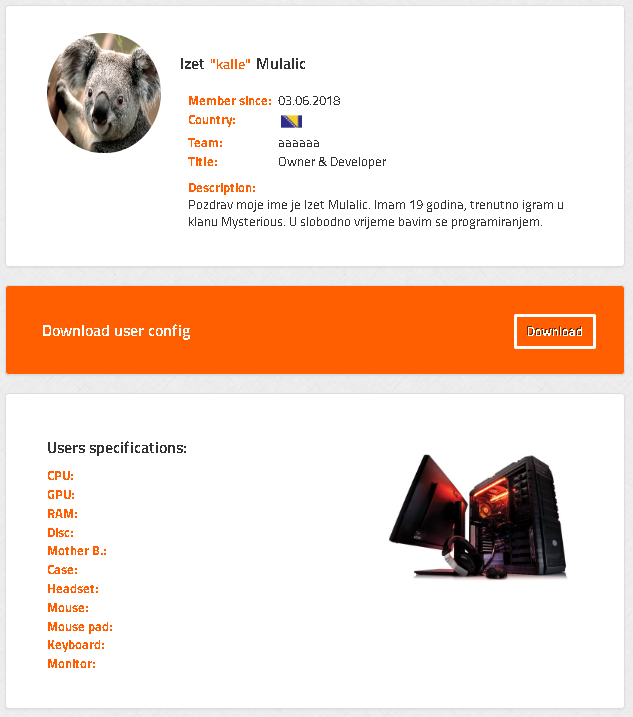 Izet "kalle" Mulalic
Member since: 03.06.2018
Country:
Team: aaaaaa
Title: Owner & Developer
Description:
Pozdrav moje ime je Izet Mulalic. Imam 19 godina, trenutno igram u
klanu Mysterious. U slobodno vrijeme bavim se programiranjem.
Download user config
Download
Users specifications:
CPU:
GPU:
RAM:
Disc:
Mother B.:
Case:
Headset:
Mouse:
Mouse pad:
Keyboard:
Monitor: